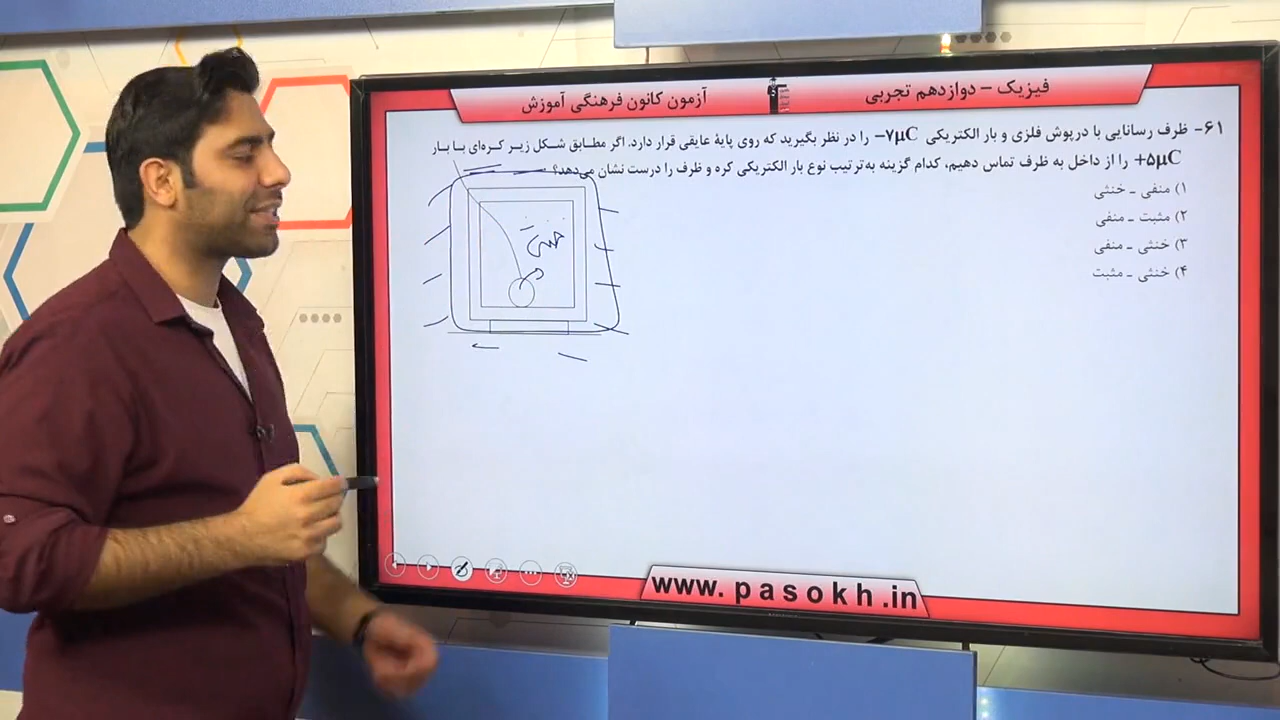 فیزیک – دوازدهم تجربی
آزمون کانون فرهنگی آموزش
۶۱- ظرف رسانایی با درپوش فلزی و بار الکتریکی −۷μC را در نظر بگیرید که روی پایهٔ عایقی قرار دارد. اگر مطابق شکل زیر کره‌ای با بار
+۵μC را از داخل به ظرف تماس دهیم، کدام گزینه به‌ترتیب نوع بار الکتریکی کره و ظرف را درست نشان می‌دهد؟
۱) منفی – خنثی
۲) مثبت – منفی
۳) خنثی – منفی
۴) خنثی – مثبت
خنثی
www. pasokh.in